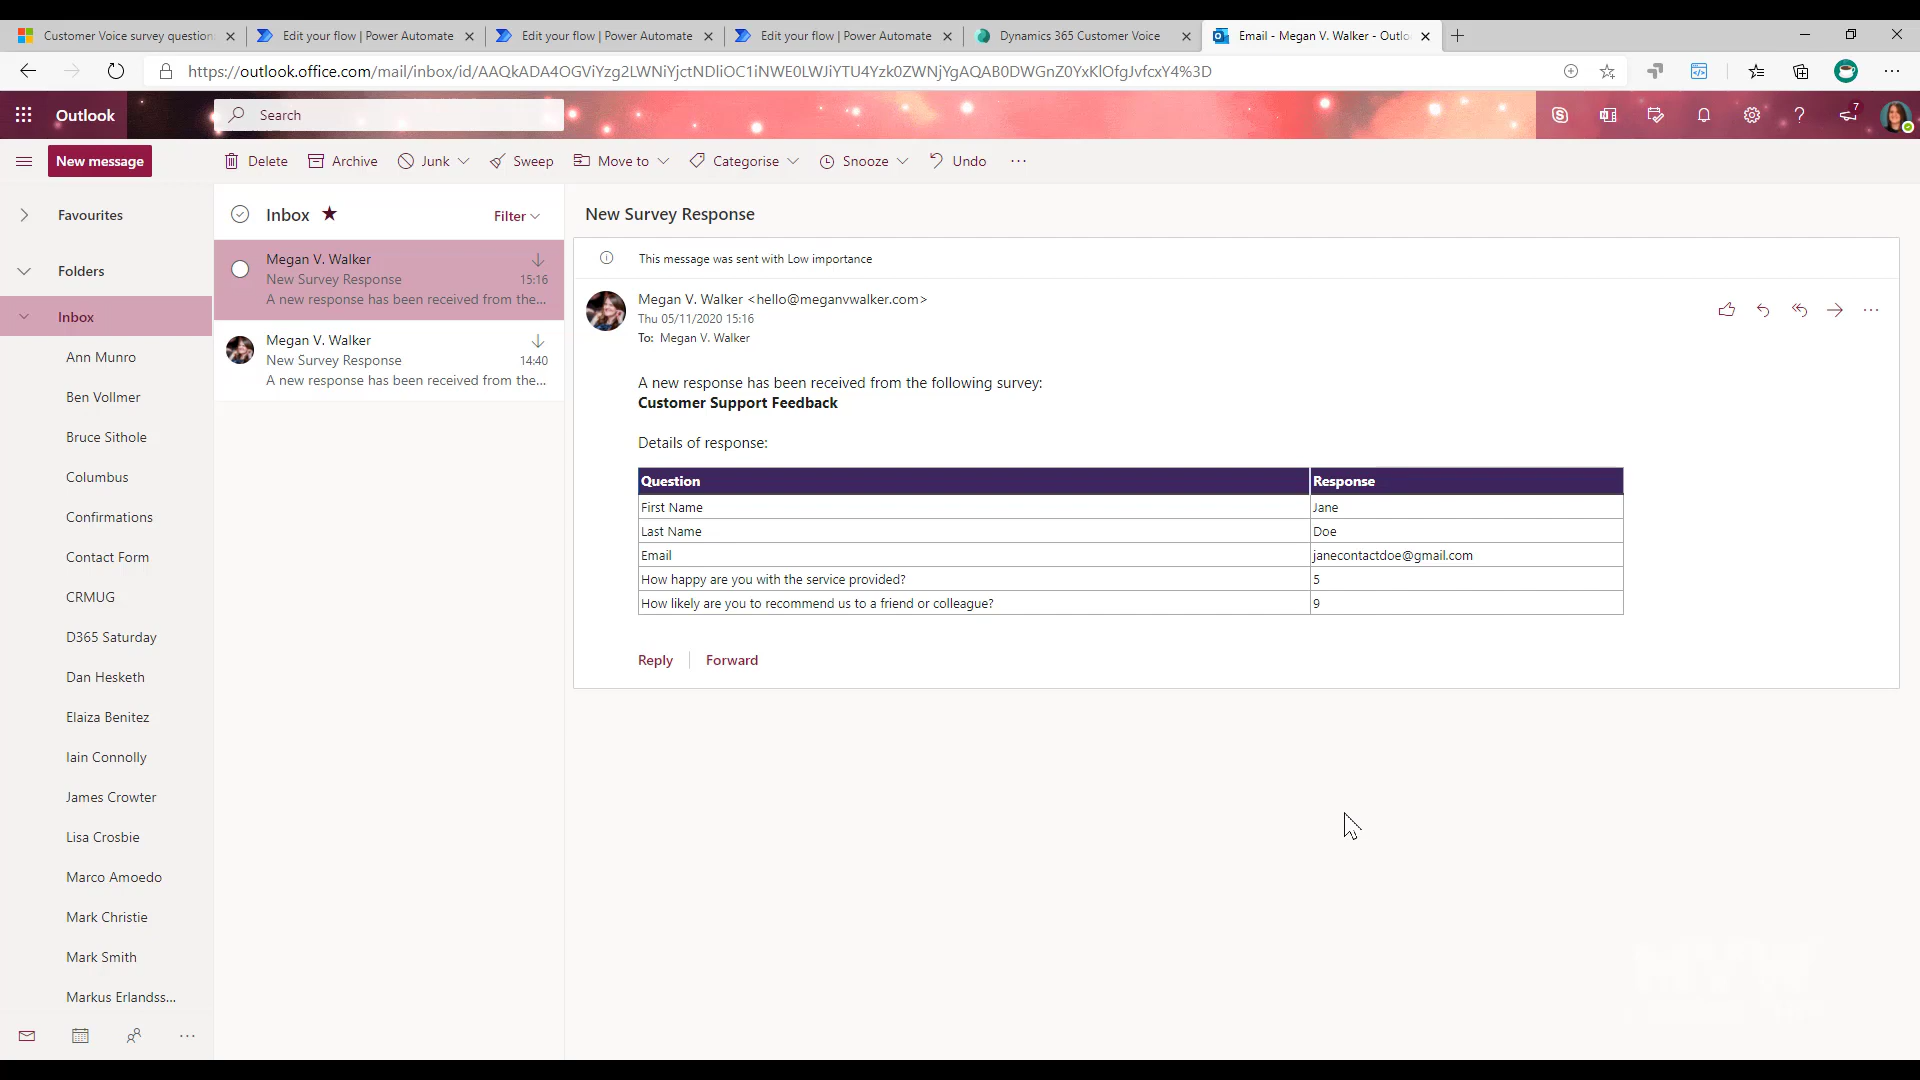 Customer Voice survey question
Edit your flow | Power Automate
Edit your flow | Power Automate
Edit your flow | Power Automate
Dynamics 365 Customer Voice
Email - Megan V. Walker - Outlo
https://outlook.office.com/mail/inbox/id/AAQkADA4OGViYzg2LWNiYjctNDliOC1iNWE0LWJiYTU4Yzk0ZWNjYgAQAB0DWGnZ0YxKlOfgJvfcxY4%3D
Outlook
Search
7
New message
Delete
Archive
Junk
Sweep
Move to
Categorise
Snooze
Undo
Favourites
Folders
Inbox
Ann Munro
Ben Vollmer
Bruce Sithole
Columbus
Confirmations
Contact Form
CRMUG
D365 Saturday
Dan Hesketh
Elaiza Benitez
Iain Connolly
James Crowter
Lisa Crosbie
Marco Amoedo
Mark Christie
Mark Smith
Markus Erlandss...
Inbox
Filter
Megan V. Walker
New Survey Response 15:16
A new response has been received from the...
Megan V. Walker
New Survey Response 14:40
A new response has been received from the...
New Survey Response
This message was sent with Low importance
Megan V. Walker <hello@meganvwalker.com>
Thu 05/11/2020 15:16
To: Megan V. Walker
A new response has been received from the following survey:
Customer Support Feedback
Details of response:
Question Response
First Name Jane
Last Name Doe
Email janecontactdoe@gmail.com
How happy are you with the service provided? 5
How likely are you to recommend us to a friend or colleague? 9
Reply
Forward